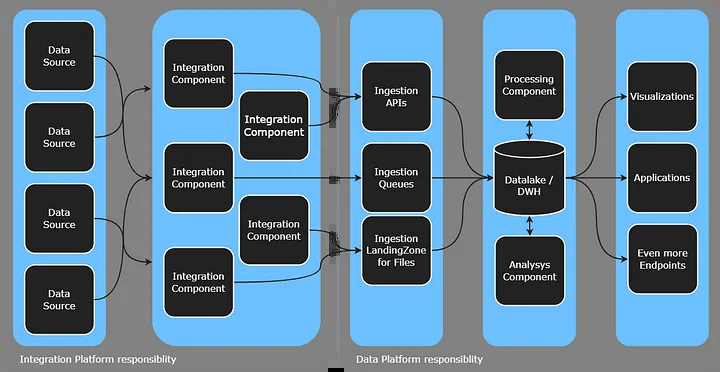 Data
Source
Data
Source
Data
Source
Data
Source
Integration
Component
Integration
Component
Integration
Component
Integration
Component
Integration
Component
Ingestion
APIs
Ingestion
Queues
Ingestion
LandingZone
for Files
Processing
Component
Datalake /
DWH
Analysys
Component
Visualizations
Applications
Even more
Endpoints
Integration Platform responsiblity
Data Platform responsiblity